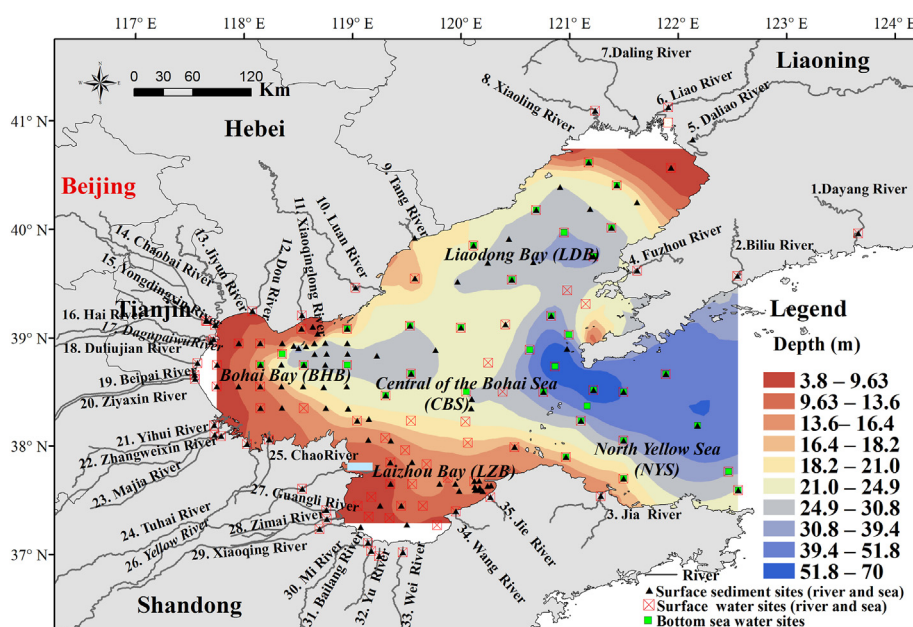 117° E 118° E 119° E 120° E 121° E 122° E 123° E 124° E
41° N
40° N
39° N
38° N
37° N
0 30 60 120
Km
Liaoning
Hebei
Beijing
Tianjin
Shandong
7.Daling River
8. Xiaoling River
6. Liao River
5. Daliao River
1.Dayang River
2.Biliu River
4. Fuzhou River
9. Tang River
10. Luan River
11. Xiaoqinglong River
12. Dou River
13. Jiyun River
14. Chaobai River
15. Yongdingxin River
16. Hai River
17. Dagupaiwu River
18. Duliujian River
19. Beipai River
20. Ziyaxin River
21. Yihui River
22. Zhangweixin River
23. Majia River
24. Tuhai River
25. ChaoRiver
26. Yellow River
27. Guangli River
28. Zimai River
29. Xiaoqing River
30. Mi River
31. Bailang River
32. Yu River
33. Wei River
34. Wang River
35. Jie River
3. Jia River
Liaodong Bay (LDB)
Bohai Bay (BHB)
Central of the Bohai Sea
(CBS)
Laizhou Bay (LZB)
North Yellow Sea
(NYS)
Legend
Depth (m)
3.8 – 9.63
9.63 – 13.6
13.6– 16.4
16.4 – 18.2
18.2 – 21.0
21.0 – 24.9
24.9 – 30.8
30.8 – 39.4
39.4 – 51.8
51.8 – 70
River
Surface sediment sites (river and sea)
Surface water sites (river and sea)
Bottom sea water sites